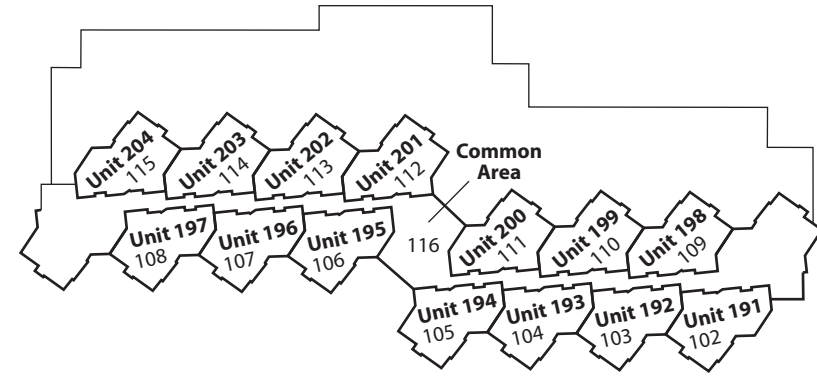 Unit 204
115
Unit 203
114
Unit 202
113
Unit 201
112
Common
Area
116
Unit 197
108
Unit 196
107
Unit 195
106
Unit 200
111
Unit 199
110
Unit 198
109
Unit 194
105
Unit 193
104
Unit 192
103
Unit 191
102